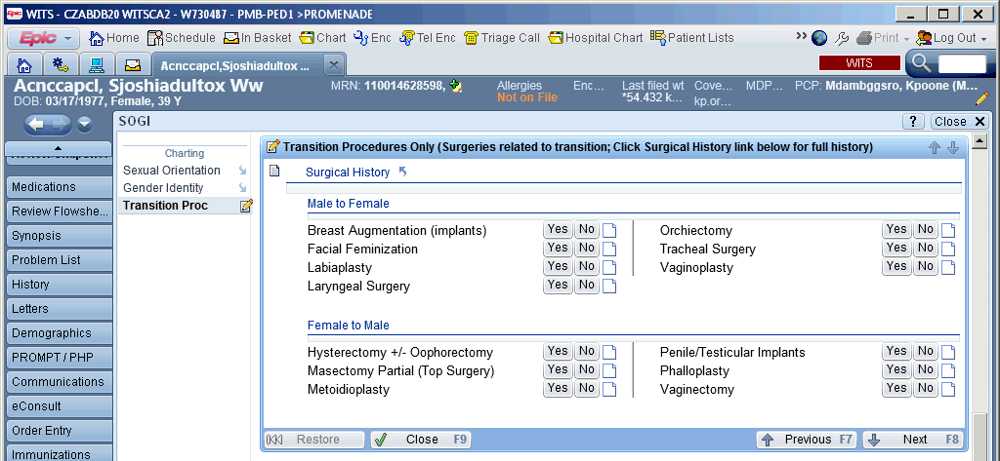 WITS - CZABDB20 WITSCA2 - W730487 - PMB-PED1 >PROMENADE
Epic Home Schedule In Basket Chart Enc Tel Enc Triage Call Hospital Chart Patient Lists Print Log Out
Acnccapcl,Sjoshiadultox ... WITS
Acnccapcl, Sjoshiadultox Ww
DOB: 03/17/1977, Female, 39 Y
MRN: 110014628598,
Allergies
Not on File
Enc...
Last filed wt
*54.432 k...
Cove...
kp.or...
MDP...
PCP: Mdambggsro, Kpoone (M...
SOGI ? Close X
Medications
Review Flowshe...
Synopsis
Problem List
History
Letters
Demographics
PROMPT / PHP
Communications
eConsult
Order Entry
Immunizations
Charting
Sexual Orientation
Gender Identity
Transition Proc
Transition Procedures Only (Surgeries related to transition; Click Surgical History link below for full history)
Surgical History
Male to Female
Breast Augmentation (implants) Yes No Orchiectomy Yes No
Facial Feminization Yes No Tracheal Surgery Yes No
Labiaplasty Yes No Vaginoplasty Yes No
Laryngeal Surgery Yes No
Female to Male
Hysterectomy +/- Oophorectomy Yes No Penile/Testicular Implants Yes No
Masectomy Partial (Top Surgery) Yes No Phalloplasty Yes No
Metoidioplasty Yes No Vaginectomy Yes No
Restore Close F9 Previous F7 Next F8